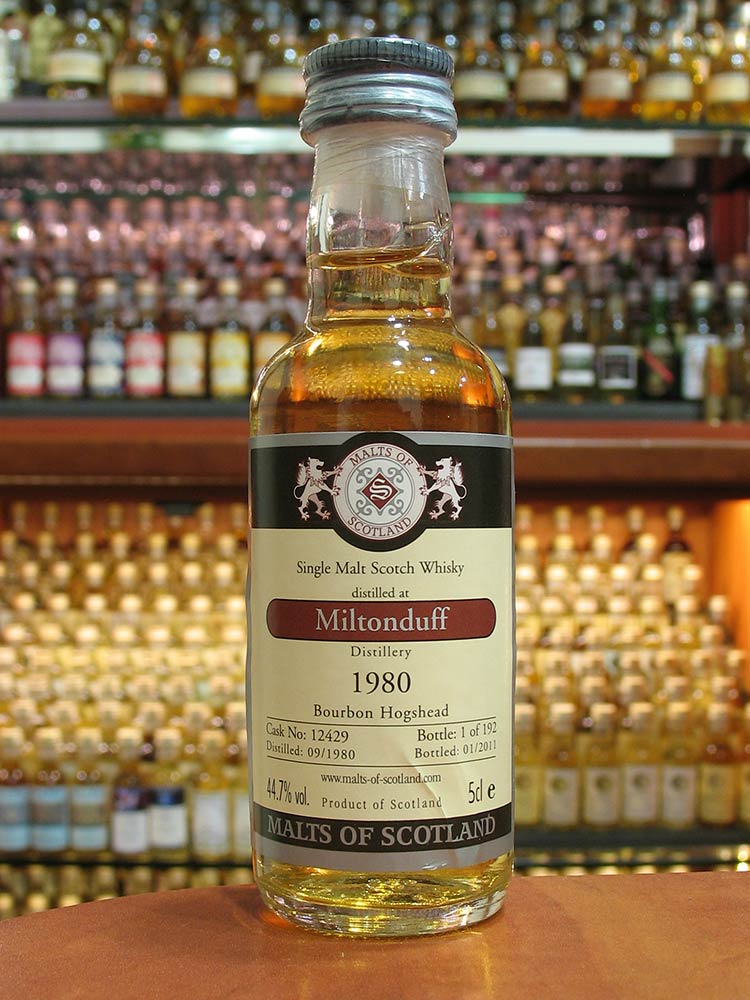 MALTS OF
S
SCOTLAND
Single Malt Scotch Whisky
distilled at
Miltonduff
Distillery
1980
Bourbon Hogshead
Cask No: 12429 Bottle: 1 of 192
Distilled: 09/1980 Bottled: 01/2011
www.malts-of-scotland.com
44.7% vol. Product of Scotland 5cl e
MALTS OF SCOTLAND